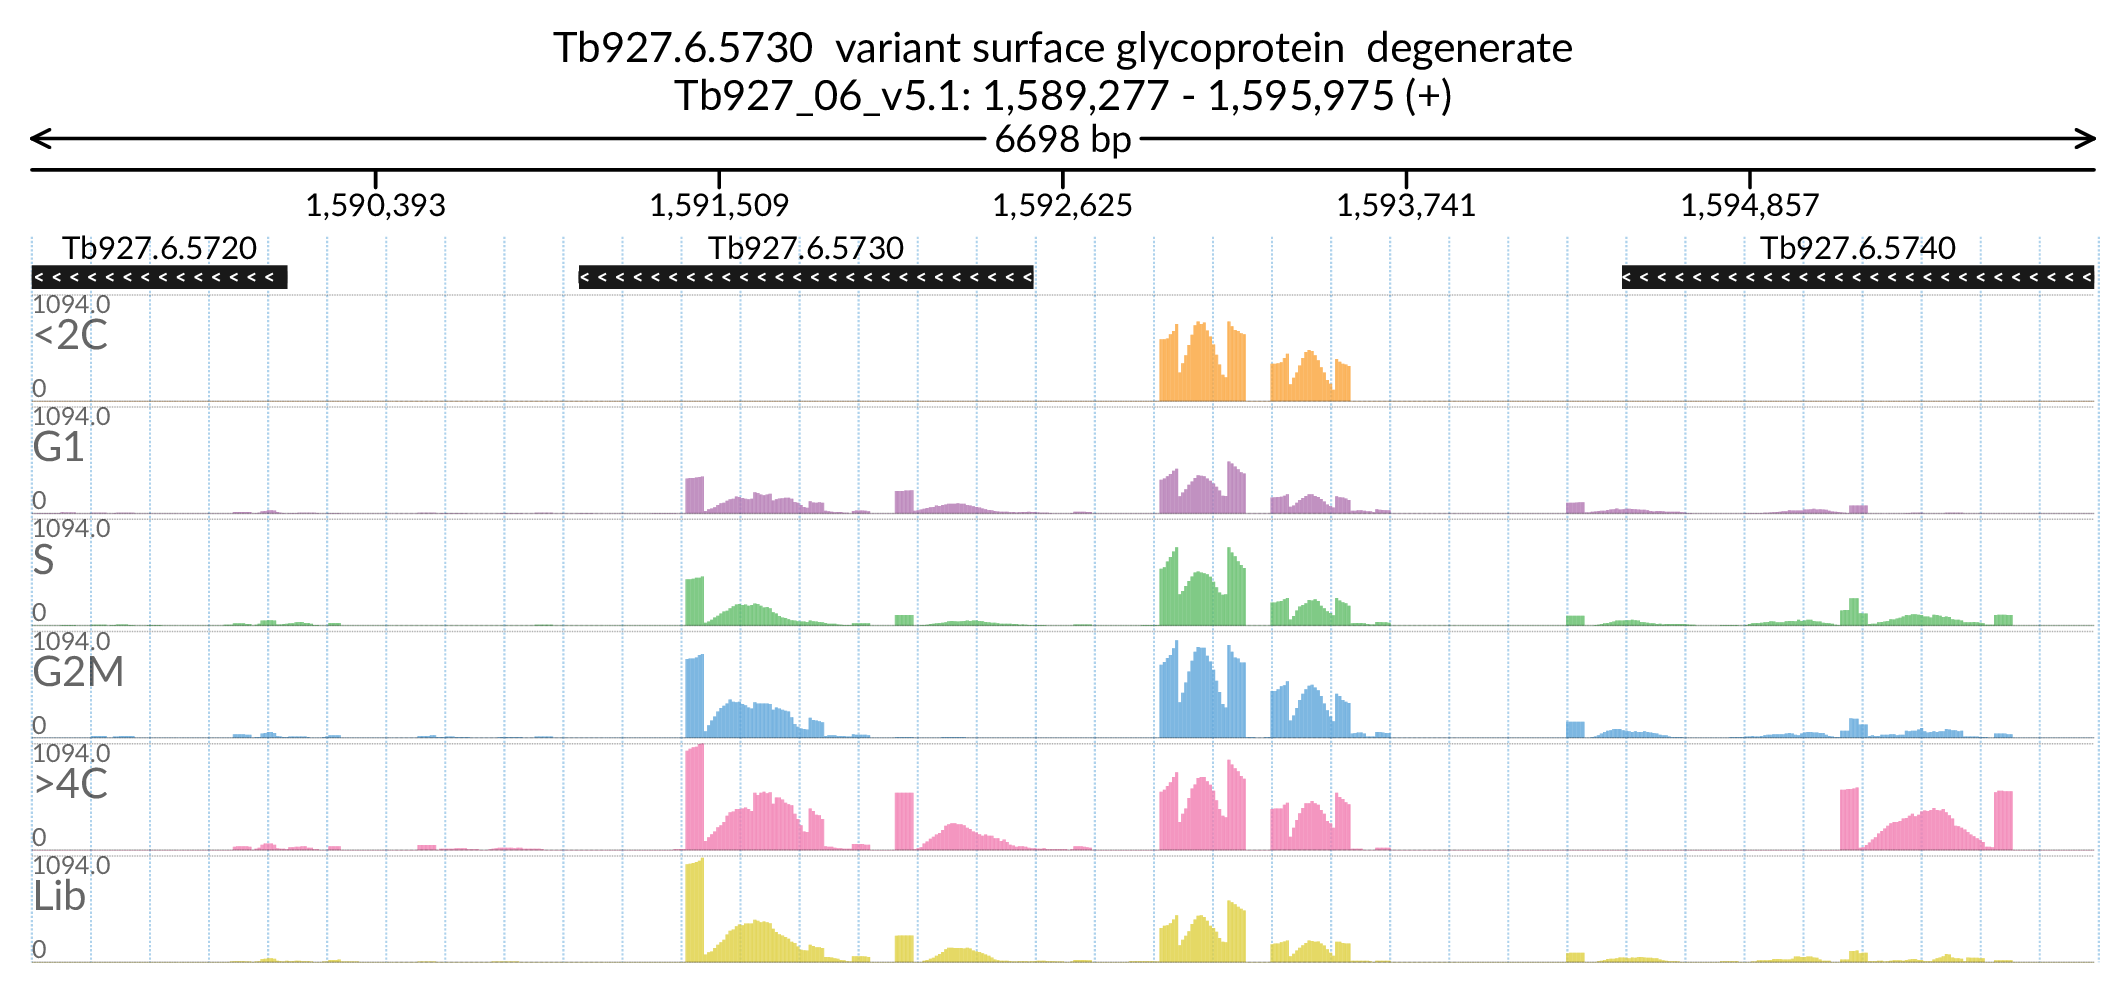 Tb927.6.5730 variant surface glycoprotein degenerate
Tb927_06_v5.1: 1,589,277 - 1,595,975 (+)
6698 bp
1,590,393 1,591,509 1,592,625 1,593,741 1,594,857
Tb927.6.5720 Tb927.6.5730 Tb927.6.5740
1094.0
<2C
0
1094.0
G1
0
1094.0
S
0
1094.0
G2M
0
1094.0
>4C
0
1094.0
Lib
0